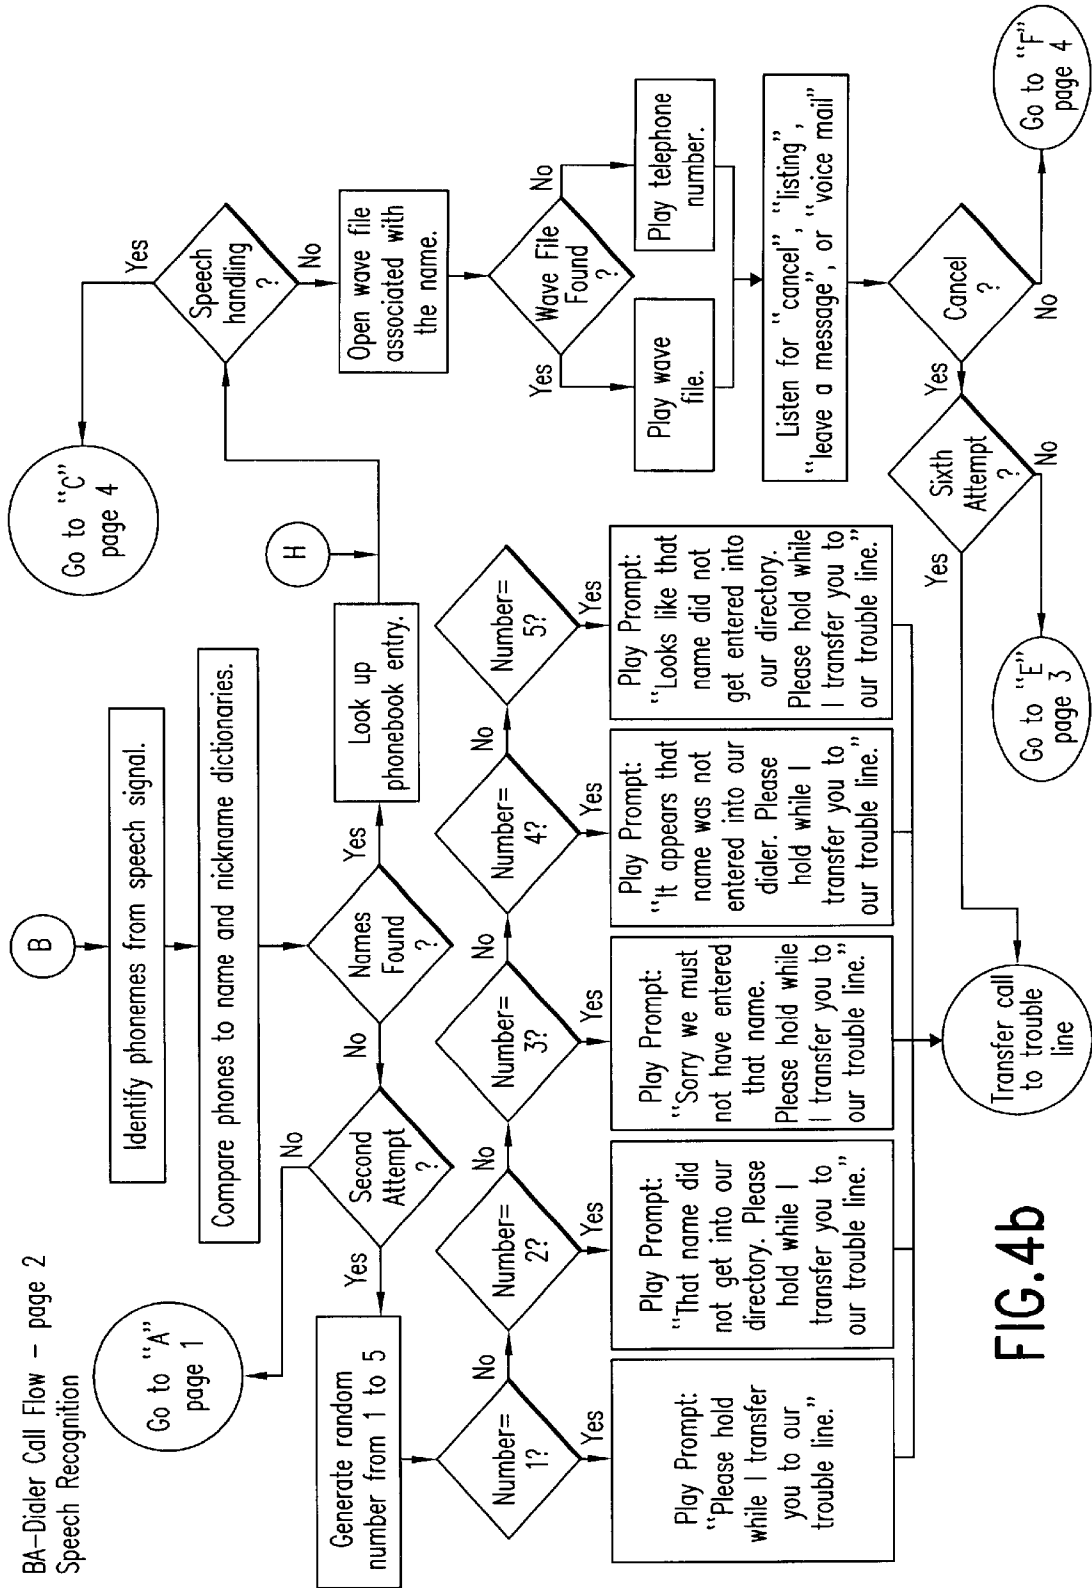 BA-Dialer Call Flow - page 2
Speech Recognition
B
Identify phonemes from speech signal.
Compare phones to name and nickname dictionaries.
Names
Found
?
No
Yes
Second
Attempt
?
No
Yes
Go to "A"
page 1
Look up
phonebook entry.
H
Speech
handling
?
Yes
No
Go to "C"
page 4
Open wave file
associated with
the name.
Wave File
Found
?
Yes
No
Play wave
file.
Play telephone
number.
Listen for "cancel", "listing",
"leave a message", or "voice mail"
Cancel
?
Yes
No
Go to "F"
page 4
Sixth
Attempt
?
Yes
No
Go to "E"
page 3
Generate random
number from 1 to 5
Number=
1?
No
Yes
Number=
2?
No
Yes
Number=
3?
No
Yes
Number=
4?
No
Yes
Number=
5?
Yes
Play Prompt:
"Please hold
while I transfer
you to our
trouble line."
Play Prompt:
"That name did
not get into our
directory. Please
hold while I
transfer you to
our trouble line."
Play Prompt:
"Sorry we must
not have entered
that name.
Please hold while
I transfer you to
our trouble line."
Play Prompt:
"It appears that
name was not
entered into our
dialer. Please
hold while I
transfer you to
our trouble line."
Play Prompt:
"Looks like that
name did not
get entered into
our directory.
Please hold while
I transfer you to
our trouble line."
Transfer call
to trouble
line
FIG.4b